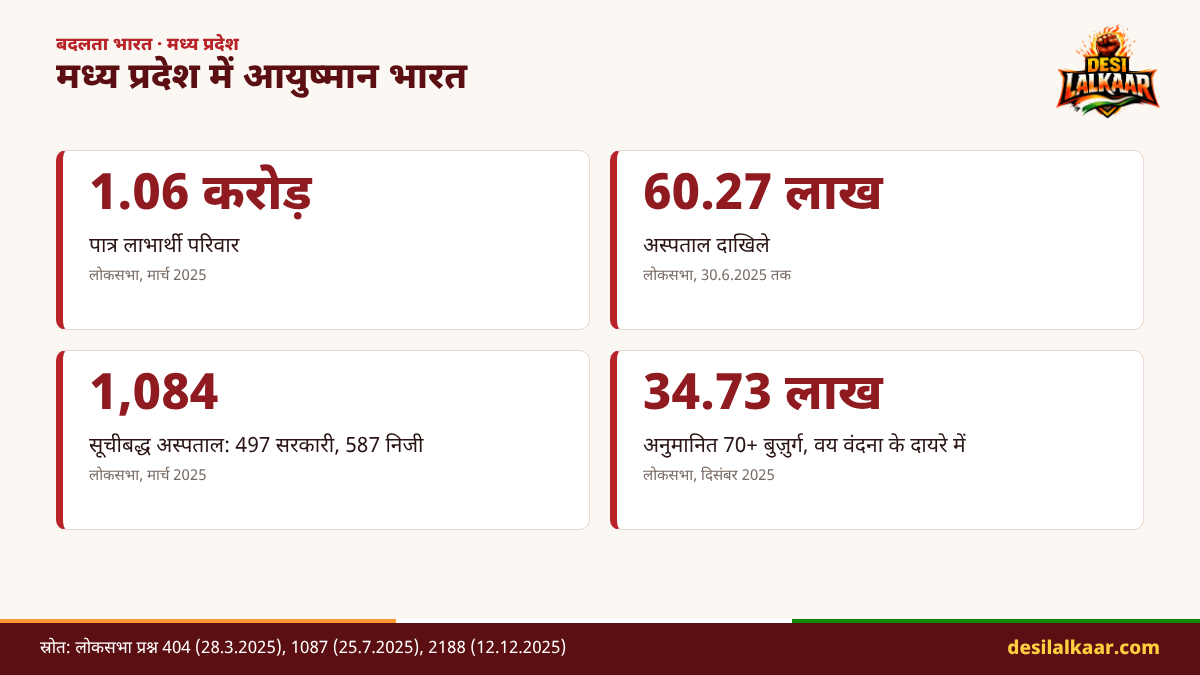 बदलता भारत · मध्य प्रदेश
मध्य प्रदेश में आयुष्मान भारत
DESI
LALKAAR
1.06 करोड़
पात्र लाभार्थी परिवार
लोकसभा, मार्च 2025
60.27 लाख
अस्पताल दाखिले
लोकसभा, 30.6.2025 तक
1,084
सूचीबद्ध अस्पताल: 497 सरकारी, 587 निजी
लोकसभा, मार्च 2025
34.73 लाख
अनुमानित 70+ बुज़ुर्ग, वय वंदना के दायरे में
लोकसभा, दिसंबर 2025
स्रोत: लोकसभा प्रश्न 404 (28.3.2025), 1087 (25.7.2025), 2188 (12.12.2025)
desilalkaar.com